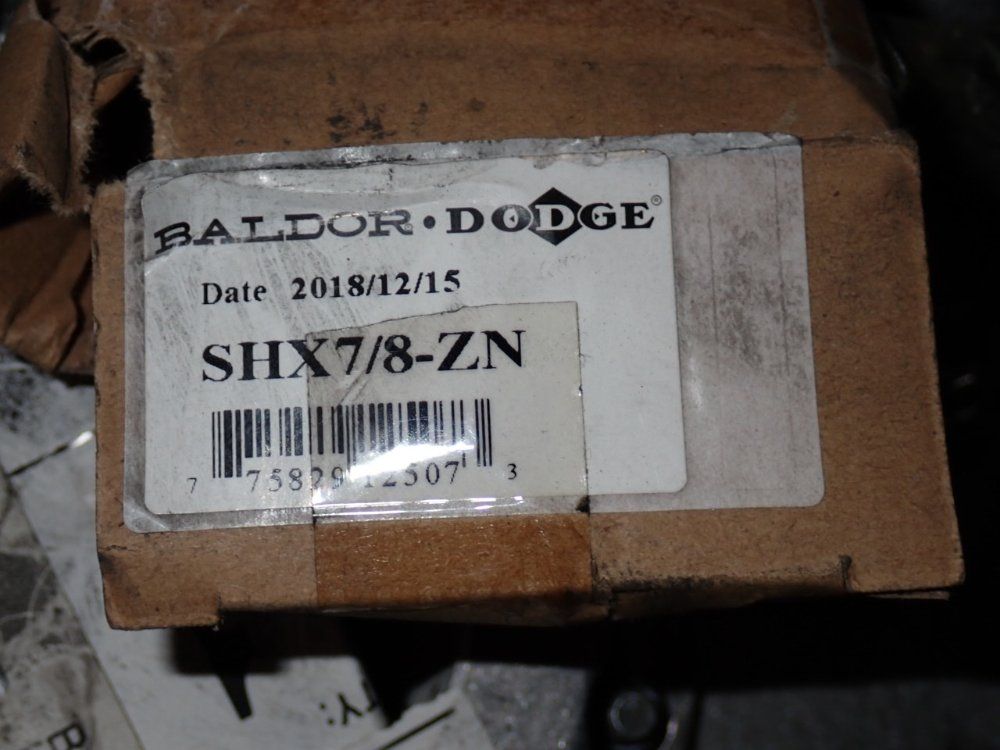 BALDOR • DODGE®
Date 2018/12/15
SHX7/8-ZN
7 75829 12507 3